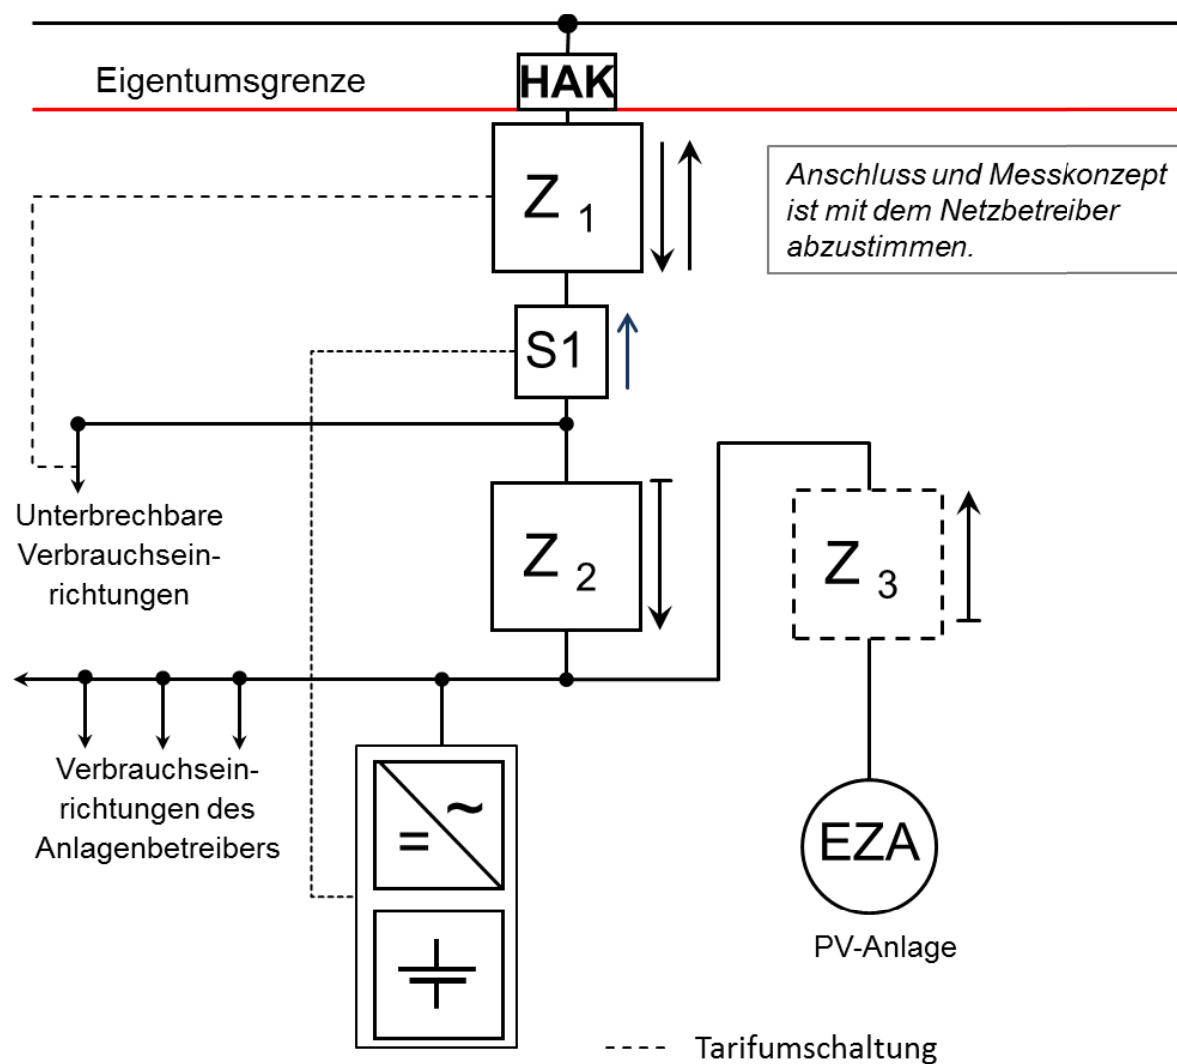 Eigentumsgrenze
HAK
Z 1
Anschluss und Messkonzept
ist mit dem Netzbetreiber
abzustimmen.
S1
Unterbrechbare
Verbrauchsein-
richtungen
Z 2
Z 3
Verbrauchsein-
richtungen des
Anlagenbetreibers
= ~
EZA
PV-Anlage
Tarifumschaltung